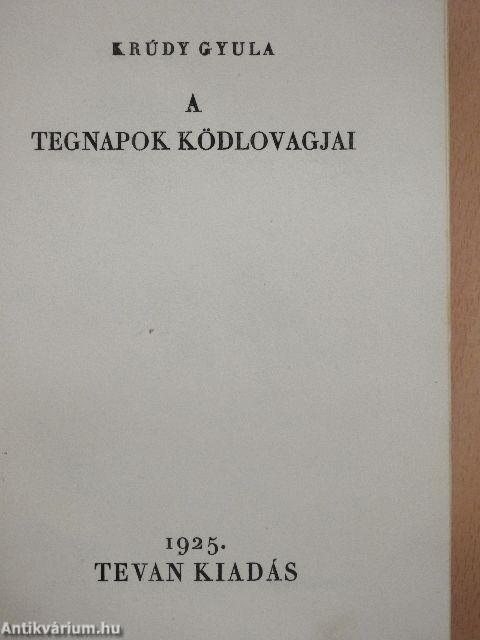 KRÚDY GYULA
A
TEGNAPOK KÖDLOVAGJAI
1925.
TEVAN KIADÁS
Antikvárium.hu